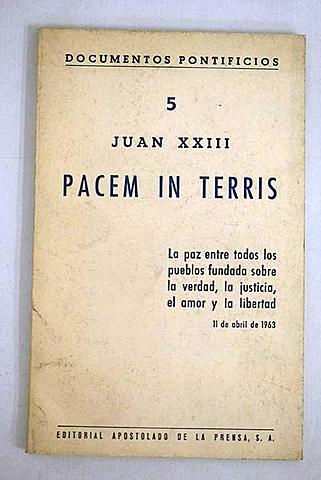 DOCUMENTOS PONTIFICIOS
5
JUAN XXIII
PACEM IN TERRIS
La paz entre todos los
pueblos fundada sobre
la verdad, la justicia,
el amor y la libertad
11 de abril de 1963
EDITORIAL APOSTOLADO DE LA PRENSA, S. A.